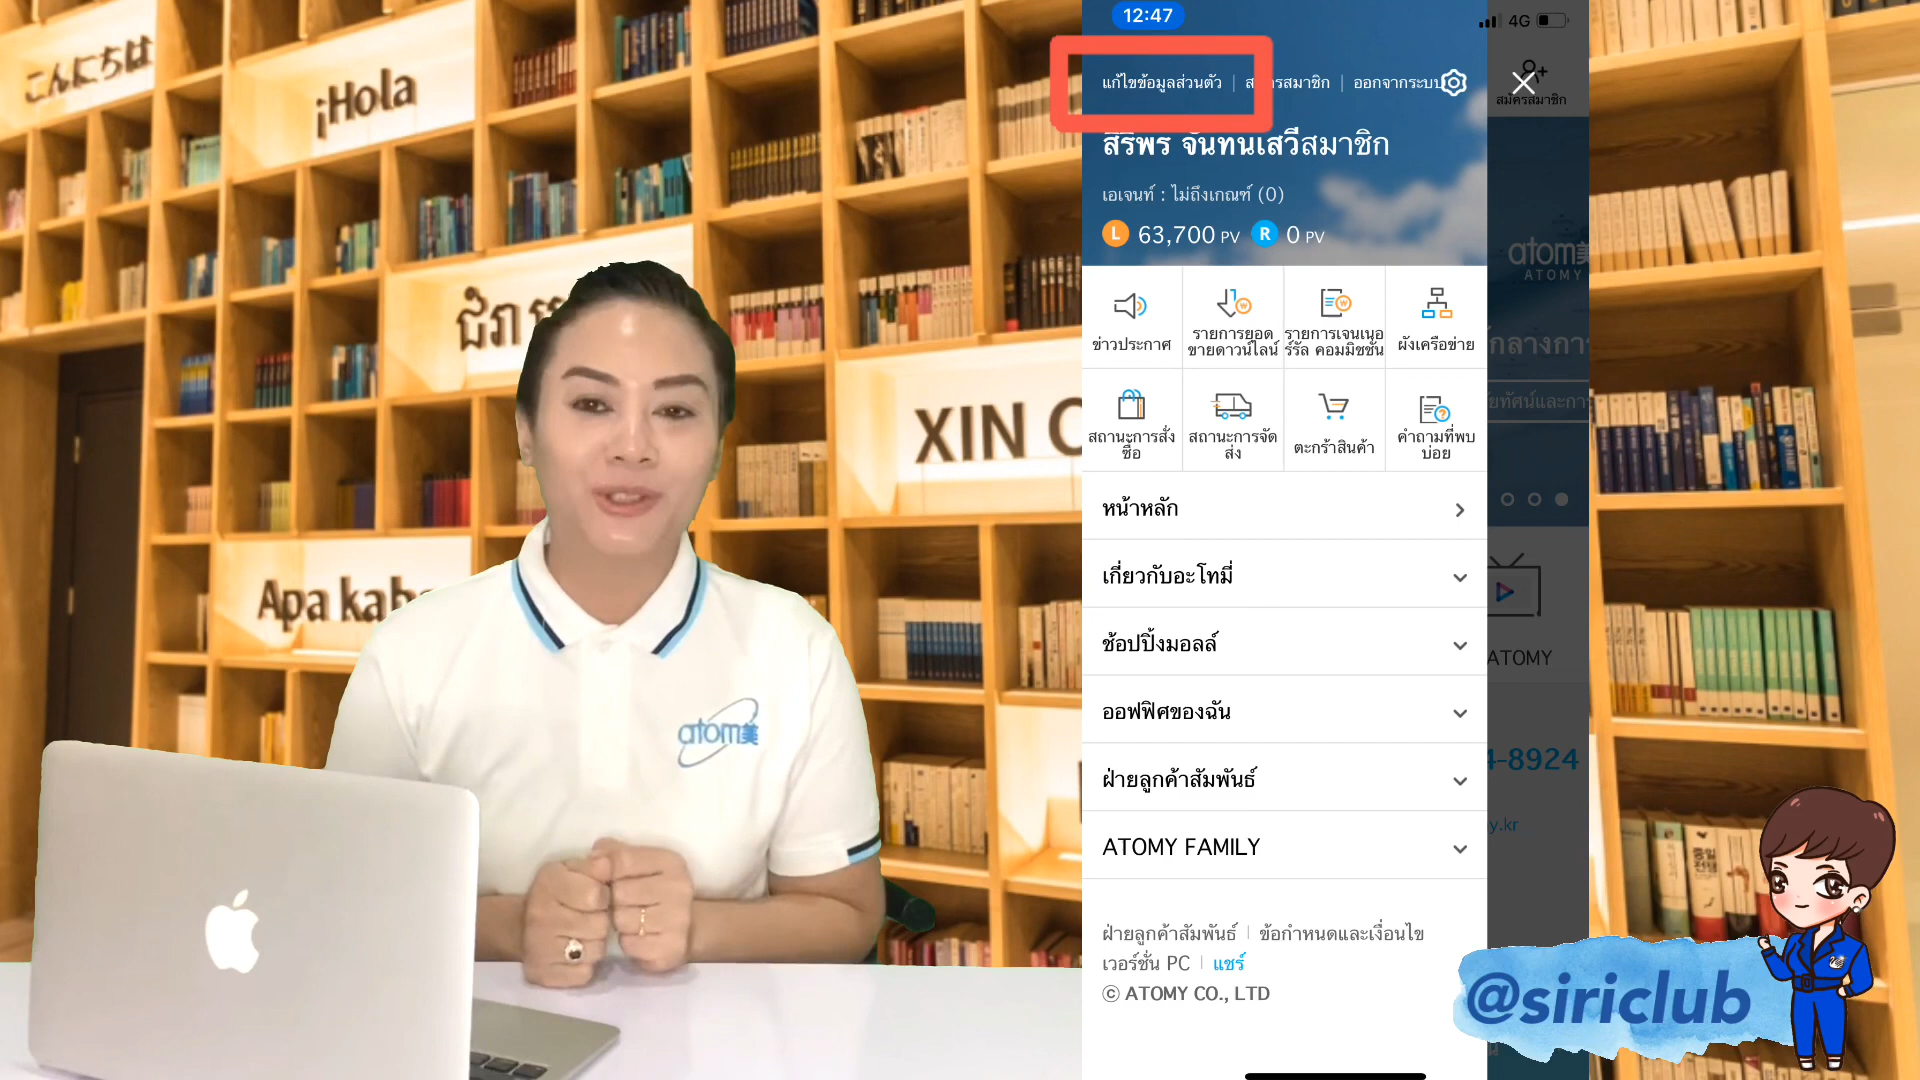 こんにちは
¡Hola
ជំរាប
XIN C
Apa kaba
atom美
12:47
4G
แก้ไขข้อมูลส่วนตัว | สมัครสมาชิก | ออกจากระบบ
สมัครสมาชิก
สิริพร จันทนเสวีสมาชิก
เอเจนท์ : ไม่ถึงเกณฑ์ (0)
L 63,700 PV R 0 PV
ข่าวประกาศ
รายการยอดขายดาวน์ไลน์
รายการเจนเนอร์รัล คอมมิชชั่น
ผังเครือข่าย
สถานะการสั่งซื้อ
สถานะการจัดส่ง
ตะกร้าสินค้า
คำถามที่พบบ่อย
หน้าหลัก
เกี่ยวกับอะโทมี่
ช้อปปิ้งมอลล์
ออฟฟิศของฉัน
ฝ่ายลูกค้าสัมพันธ์
ATOMY FAMILY
ฝ่ายลูกค้าสัมพันธ์ | ข้อกำหนดและเงื่อนไข
เวอร์ชั่น PC | แชร์
ⓒ ATOMY CO., LTD
atom美
ATOMY
ATOMY
4-8924
y.kr
@siriclub